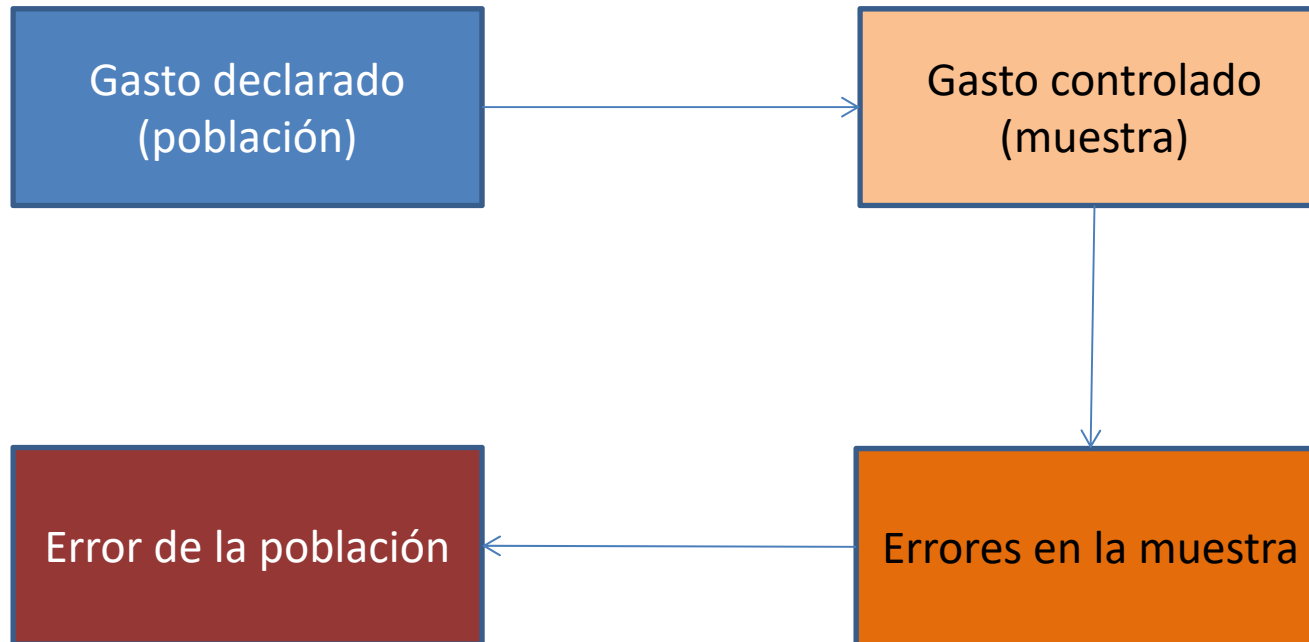 Gasto declarado
(población)
Gasto controlado
(muestra)
Error de la población
Errores en la muestra